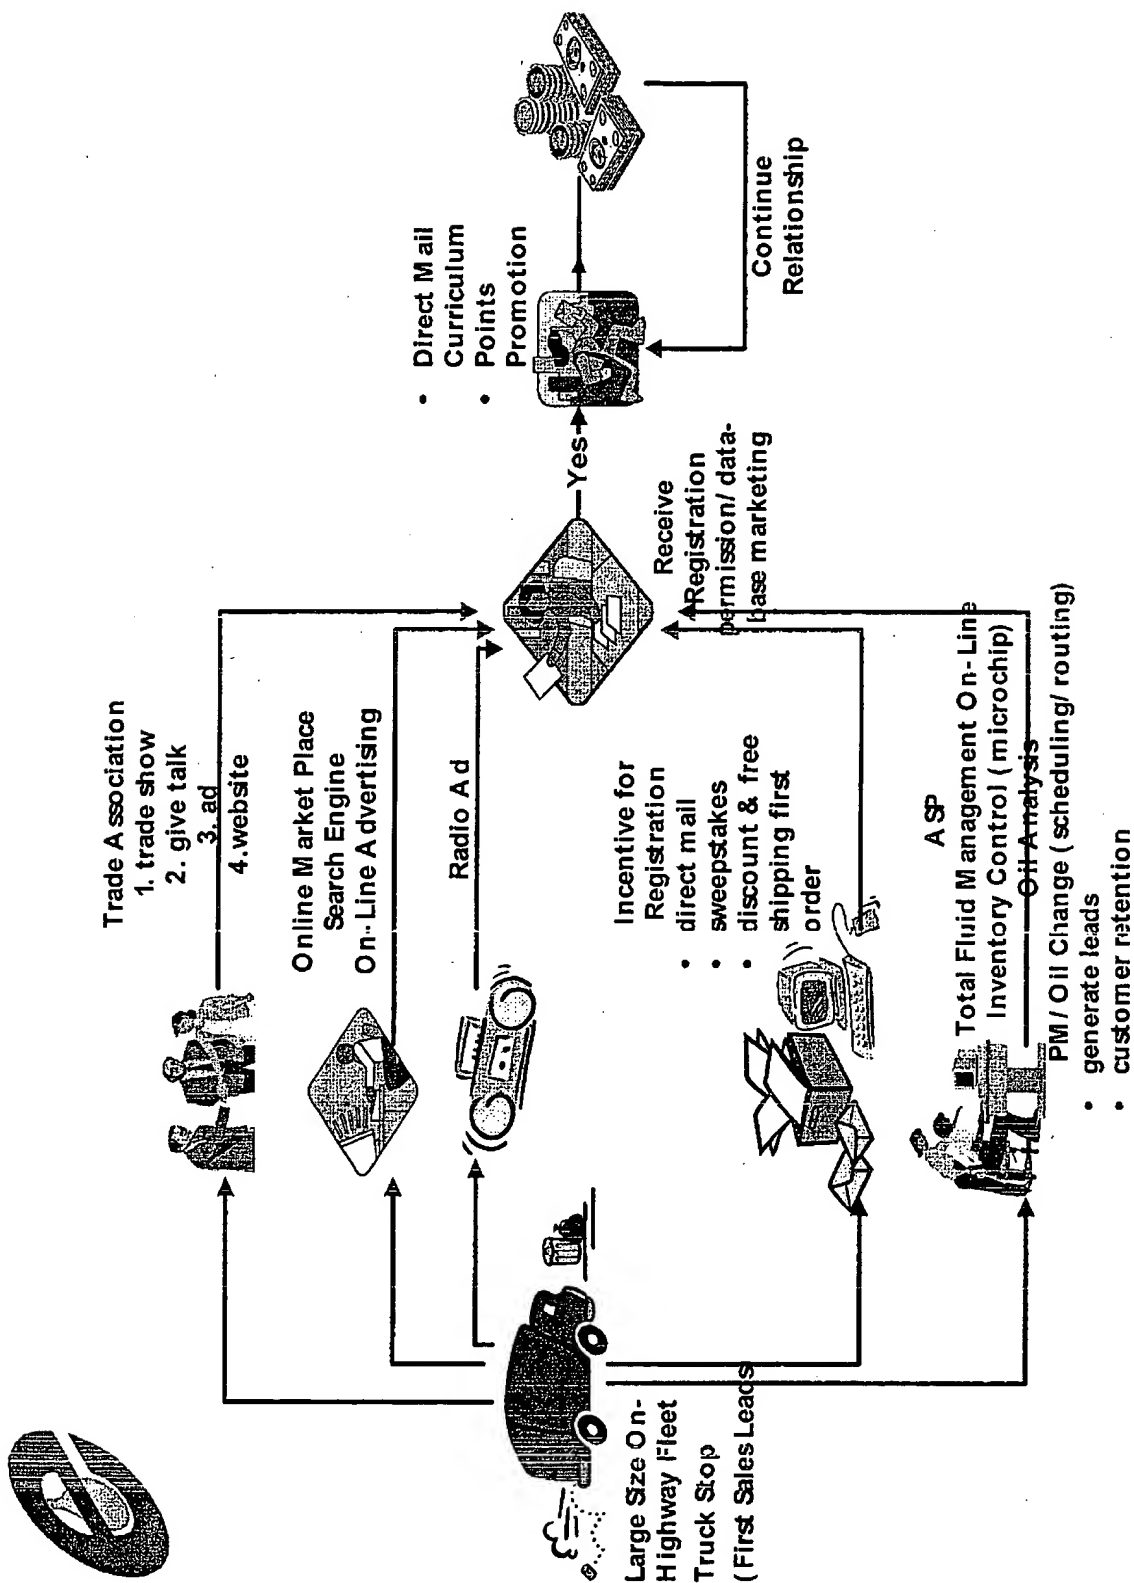 Large Size On-
Highway Fleet
Truck Stop
(First Sales Leads
Trade Association
1. trade show
2. give talk
3. ad
4.website
Online Market Place
Search Engine
On-Line Advertising
Radio Ad
Incentive for
Registration
• direct mail
• sweepstakes
• discount & free
shipping first
order
ASP
Total Fluid Management On-Line
Inventory Control (microchip)
Oil Analysis
PM/Oil Change (scheduling/routing)
• generate leads
• customer retention
Receive
Registration
permission/data-
base marketing
Yes
• Direct Mail
Curriculum
• Points
Promotion
Continue
Relationship